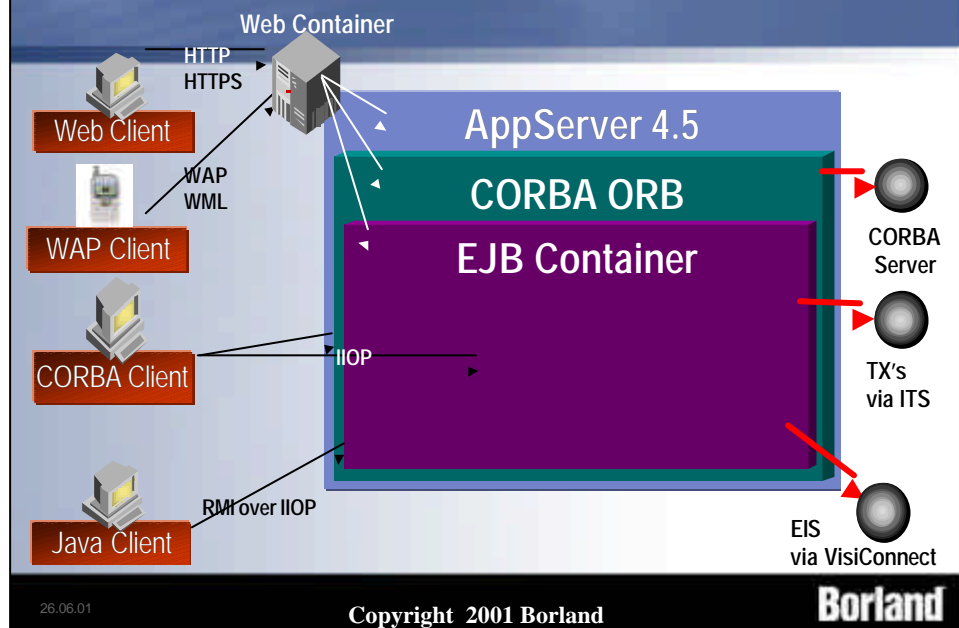 Web Container
HTTP
HTTPS
Web Client
AppServer 4.5
WAP
WML
CORBA ORB
WAP Client
EJB Container
CORBA
Server
IIOP
CORBA Client
TX's
via ITS
RMI over IIOP
Java Client
EIS
via VisiConnect
26.06.01
Copyright 2001 Borland
Borland